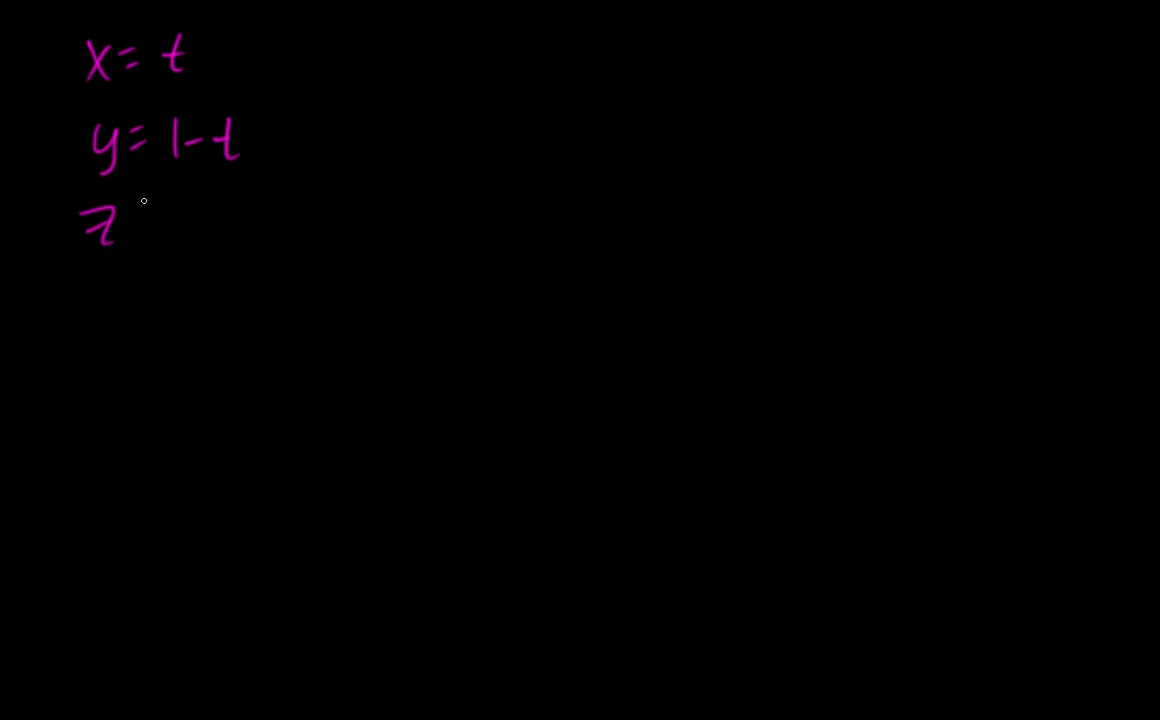 x = t
y = 1 - t
z